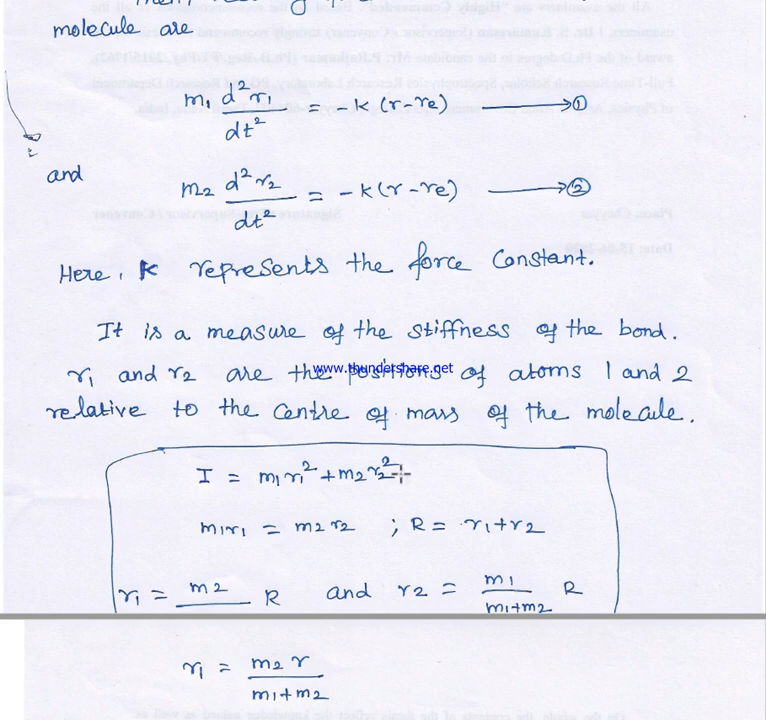 molecule are
m₁ d²r₁/dt² = -k (r-re) ⟶ ①
and
m₂ d²r₂/dt² = -k(r-re) ⟶ ②
Here, K represents the force Constant.
It is a measure of the stiffness of the bond.
www.thundershare.net
r₁ and r₂ are the positions of atoms 1 and 2
relative to the centre of mass of the molecule.
I = m₁r₁² + m₂r₂²
m₁r₁ = m₂r₂ ; R = r₁+r₂
r₁ = m₂/ R and r₂ = m₁/m₁+m₂ R
r₁ = m₂ r/m₁+m₂